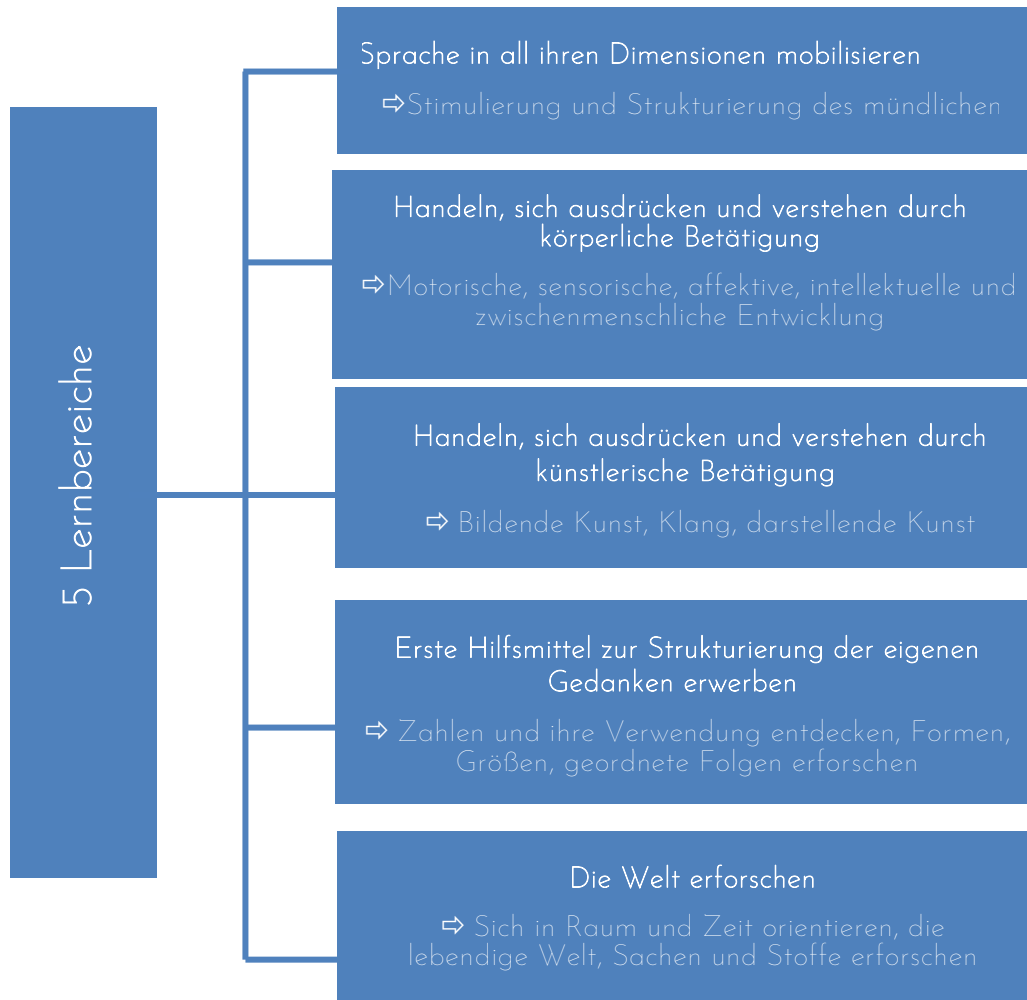 5 Lernbereiche
Sprache in all ihren Dimensionen mobilisieren
⇨Stimulierung und Strukturierung des mündlichen
Handeln, sich ausdrücken und verstehen durch
körperliche Betätigung
⇨Motorische, sensorische, affektive, intellektuelle und
zwischenmenschliche Entwicklung
Handeln, sich ausdrücken und verstehen durch
künstlerische Betätigung
⇨ Bildende Kunst, Klang, darstellende Kunst
Erste Hilfsmittel zur Strukturierung der eigenen
Gedanken erwerben
⇨ Zahlen und ihre Verwendung entdecken, Formen,
Größen, geordnete Folgen erforschen
Die Welt erforschen
⇨ Sich in Raum und Zeit orientieren, die
lebendige Welt, Sachen und Stoffe erforschen